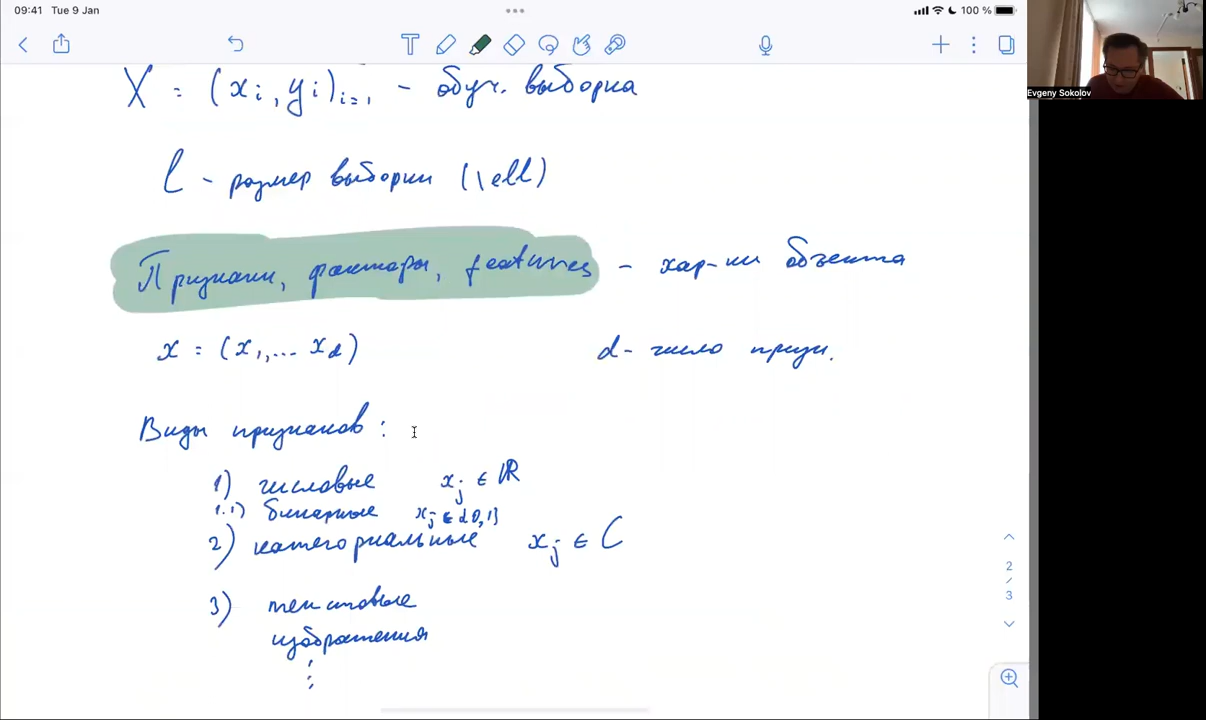 09:41 Tue 9 Jan
100 %
X = (xi, yi)i=1 - обуч. выборка
l - размер выборки (\ell)
Признаки, факторы, features - хар-ки объекта
x = (x1,... xd)
d - число призн.
Виды признаков:
1) числовые xj ∈ ℝ
1.1) бинарные xj ∈ {0,1}
2) категориальные xj ∈ C
3) текстовые
изображения
⋮
2
/
3
Evgeny Sokolov